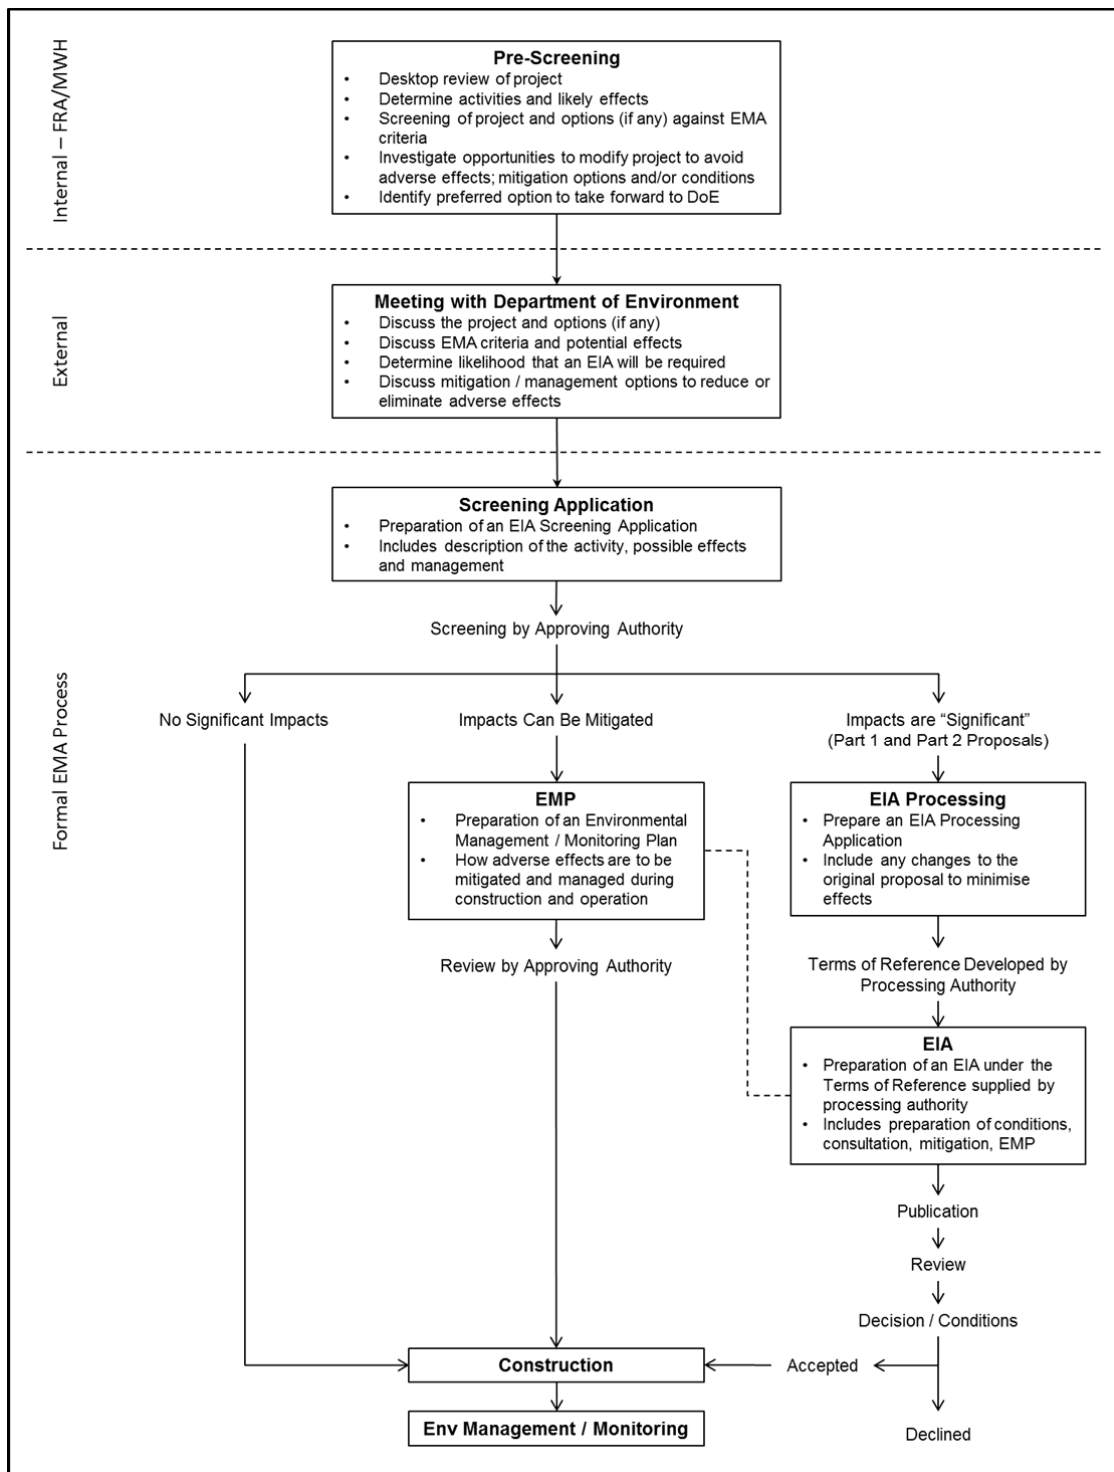 Internal – FRA/MWH
Pre-Screening
• Desktop review of project
• Determine activities and likely effects
• Screening of project and options (if any) against EMA
criteria
• Investigate opportunities to modify project to avoid
adverse effects; mitigation options and/or conditions
• Identify preferred option to take forward to DoE
External
Meeting with Department of Environment
• Discuss the project and options (if any)
• Discuss EMA criteria and potential effects
• Determine likelihood that an EIA will be required
• Discuss mitigation / management options to reduce or
eliminate adverse effects
Formal EMA Process
Screening Application
• Preparation of an EIA Screening Application
• Includes description of the activity, possible effects
and management
Screening by Approving Authority
No Significant Impacts
Impacts Can Be Mitigated
Impacts are “Significant”
(Part 1 and Part 2 Proposals)
EMP
• Preparation of an Environmental
Management / Monitoring Plan
• How adverse effects are to be
mitigated and managed during
construction and operation
Review by Approving Authority
EIA Processing
• Prepare an EIA Processing
Application
• Include any changes to the
original proposal to minimise
effects
Terms of Reference Developed by
Processing Authority
EIA
• Preparation of an EIA under the
Terms of Reference supplied by
processing authority
• Includes preparation of conditions,
consultation, mitigation, EMP
Publication
Review
Decision / Conditions
Accepted
Declined
Construction
Env Management / Monitoring